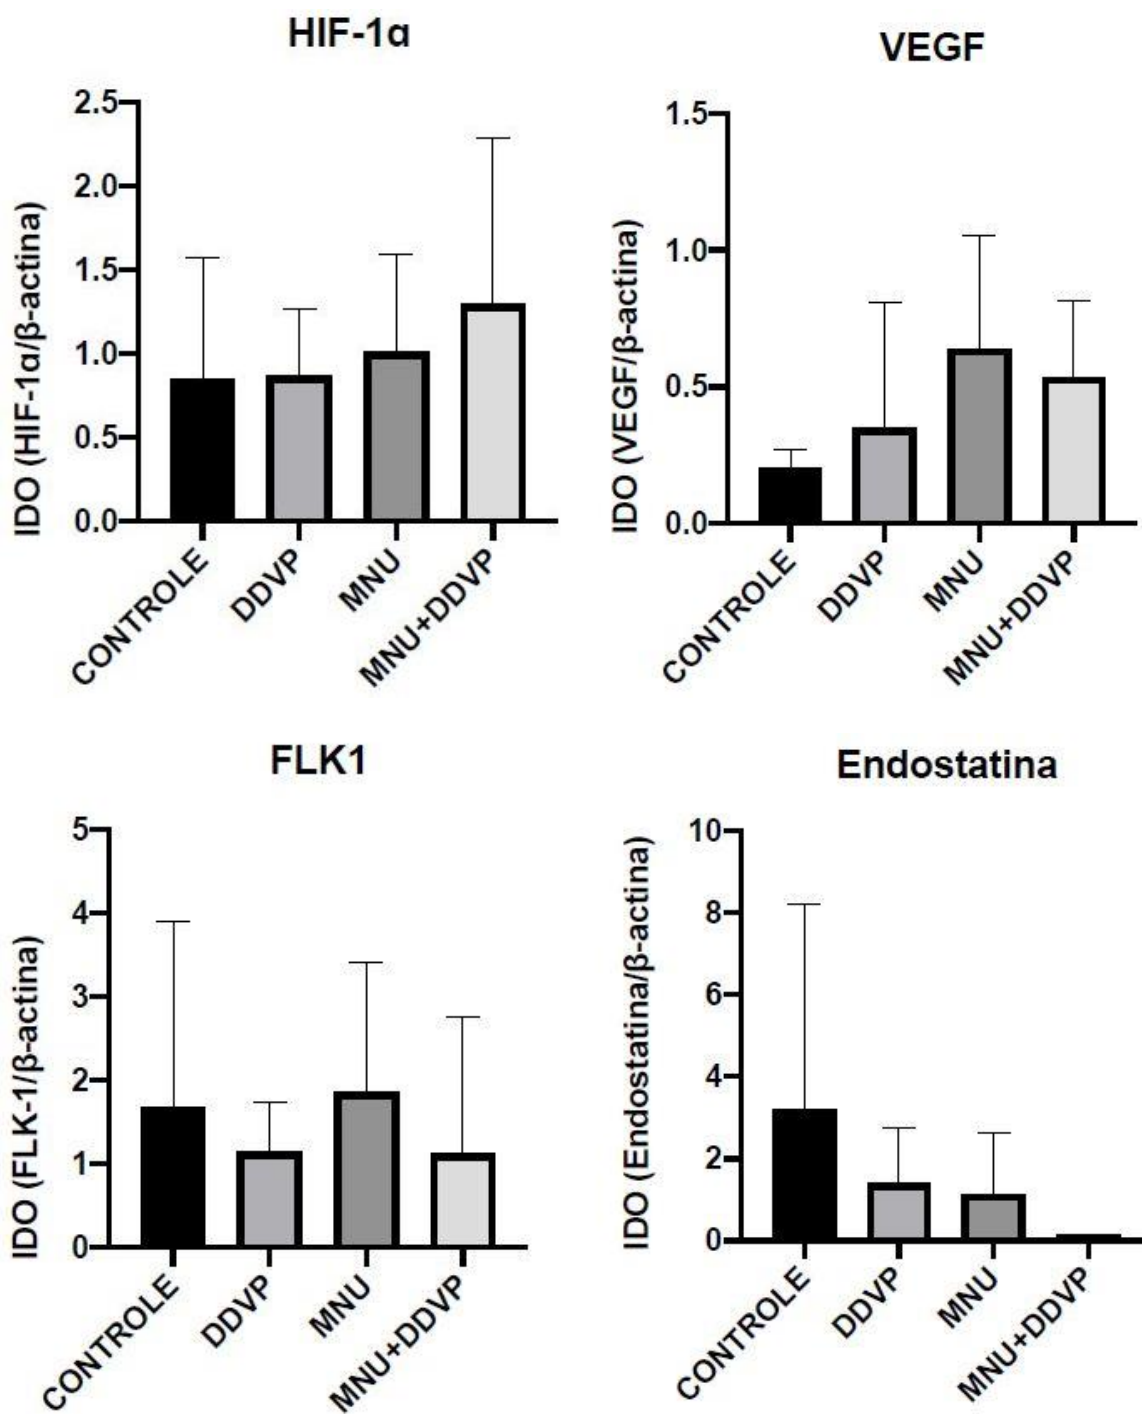 HIF-1α
IDO (HIF-1α/β-actina)
2.5
2.0
1.5
1.0
0.5
0.0
CONTROLE
DDVP
MNU
MNU+DDVP
VEGF
IDO (VEGF/β-actina)
1.5
1.0
0.5
0.0
CONTROLE
DDVP
MNU
MNU+DDVP
FLK1
IDO (FLK-1/β-actina)
5
4
3
2
1
0
CONTROLE
DDVP
MNU
MNU+DDVP
Endostatina
IDO (Endostatina/β-actina)
10
8
6
4
2
0
CONTROLE
DDVP
MNU
MNU+DDVP